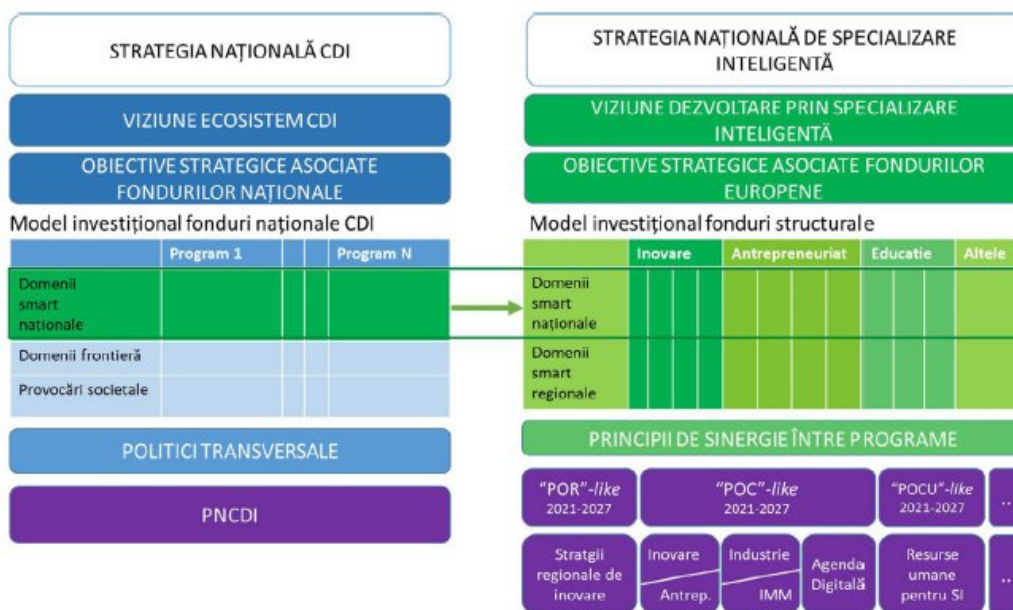 STRATEGIA NAȚIONALĂ CDI
VIZIUNE ECOSISTEM CDI
OBIECTIVE STRATEGICE ASOCIATE
FONDURILOR NAȚIONALE
Model investițional fonduri naționale CDI
Program 1
Program N
Domenii
smart
naționale
Domenii frontieră
Provocări societale
POLITICI TRANSVERSALE
PNCDI
STRATEGIA NAȚIONALĂ DE SPECIALIZARE
INTELIGENTĂ
VIZIUNE DEZVOLTARE PRIN SPECIALIZARE
INTELIGENTĂ
OBIECTIVE STRATEGICE ASOCIATE FONDURILOR
EUROPENE
Model investițional fonduri structurale
Inovare
Antrepreneuriat
Educatie
Altele
Domenii
smart
naționale
Domenii
smart
regionale
PRINCIPII DE SINERGIE ÎNTRE PROGRAME
"POR"-like
2021-2027
"POC"-like
2021-2027
"POCU"-like
2021-2027
...
Stratgii
regionale de
inovare
Inovare
Antrep.
Industrie
IMM
Agenda
Digitală
Resurse
umane
pentru SI
...